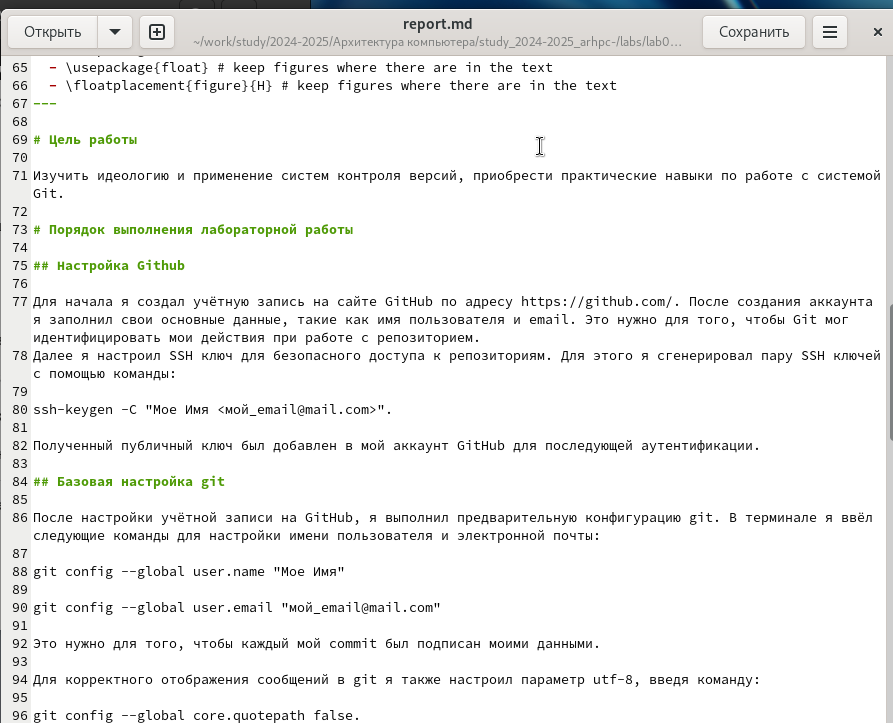 Открыть
report.md
~/work/study/2024-2025/Архитектура компьютера/study_2024-2025_arhpc-/labs/lab0…
Сохранить
65 - \usepackage{float} # keep figures where there are in the text
66 - \floatplacement{figure}{H} # keep figures where there are in the text
67 ---
68
69 # Цель работы
70
71 Изучить идеологию и применение систем контроля версий, приобрести практические навыки по работе с системой
Git.
72
73 # Порядок выполнения лабораторной работы
74
75 ## Настройка Github
76
77 Для начала я создал учётную запись на сайте GitHub по адресу https://github.com/. После создания аккаунта
я заполнил свои основные данные, такие как имя пользователя и email. Это нужно для того, чтобы Git мог
идентифицировать мои действия при работе с репозиторием.
78 Далее я настроил SSH ключ для безопасного доступа к репозиториям. Для этого я сгенерировал пару SSH ключей
с помощью команды:
79
80 ssh-keygen -C "Мое Имя <мой_email@mail.com>".
81
82 Полученный публичный ключ был добавлен в мой аккаунт GitHub для последующей аутентификации.
83
84 ## Базовая настройка git
85
86 После настройки учётной записи на GitHub, я выполнил предварительную конфигурацию git. В терминале я ввёл
следующие команды для настройки имени пользователя и электронной почты:
87
88 git config --global user.name "Мое Имя"
89
90 git config --global user.email "мой_email@mail.com"
91
92 Это нужно для того, чтобы каждый мой commit был подписан моими данными.
93
94 Для корректного отображения сообщений в git я также настроил параметр utf-8, введя команду:
95
96 git config --global core.quotepath false.